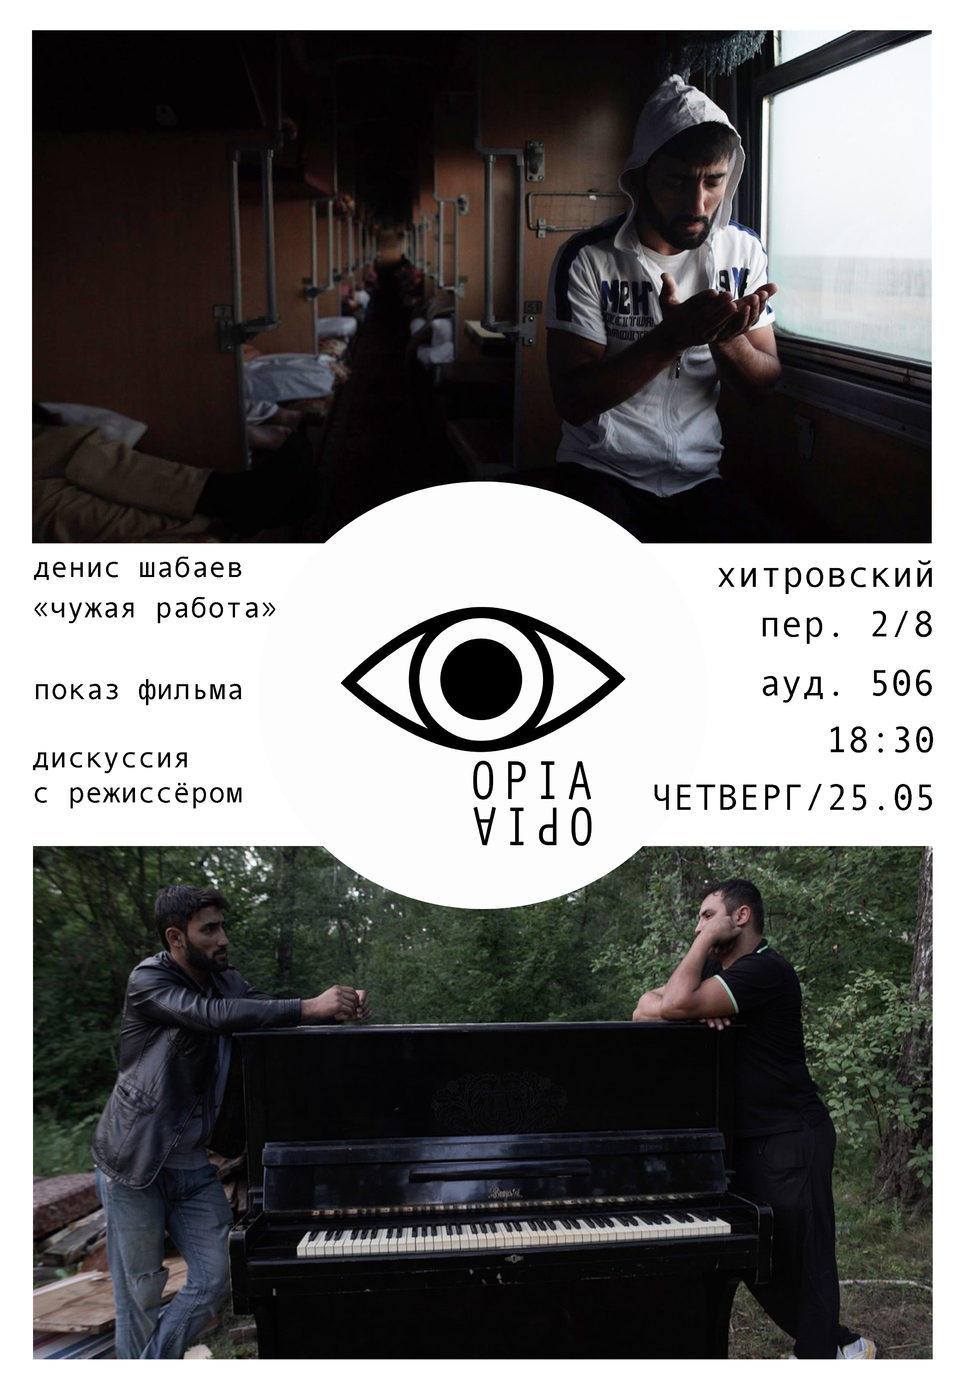 денис шабаев
«чужая работа»
показ фильма
дискуссия
с режиссёром
OPIA
OPIA
хитровский
пер. 2/8
ауд. 506
18:30
ЧЕТВЕРГ/25.05